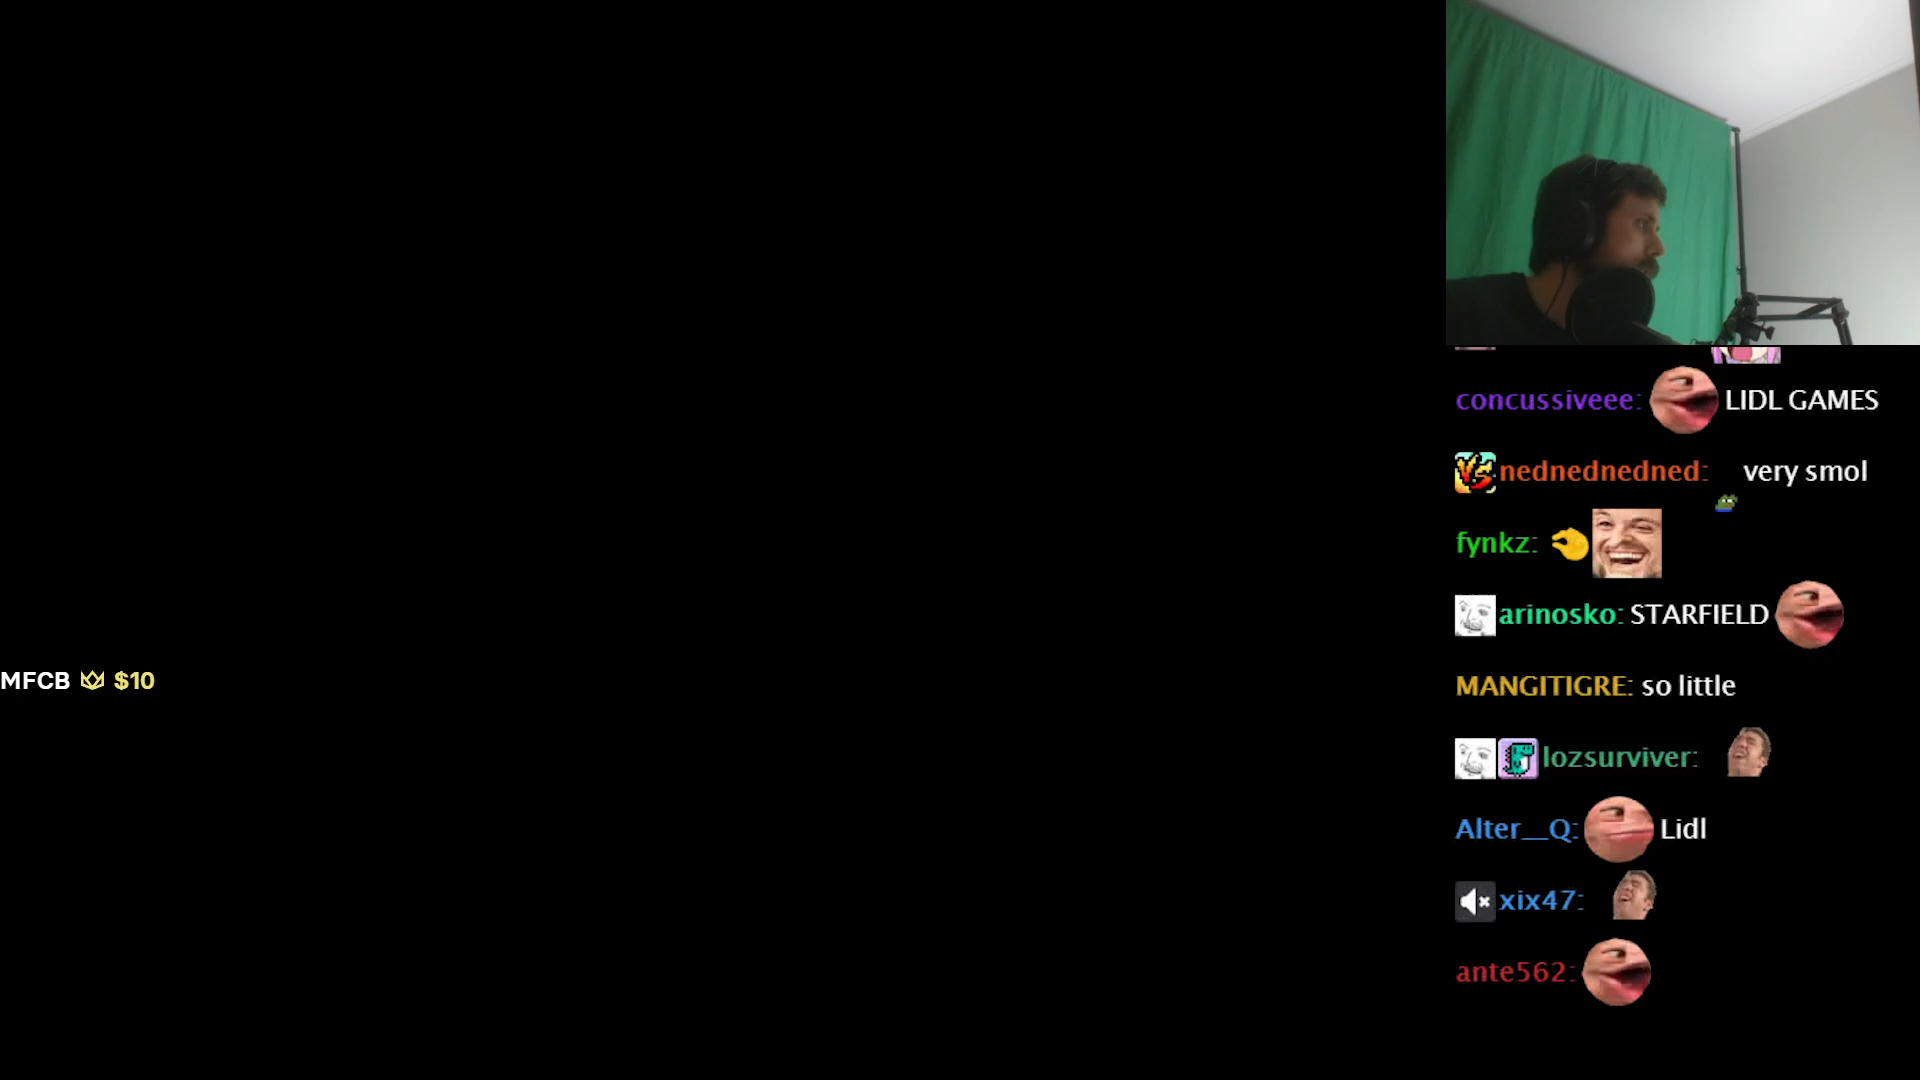 concussiveee: LIDL GAMES
nednednedned: very smol
fynkz:
arinosko: STARFIELD
MFCB $10
MANGITIGRE: so little
lozsurviver:
Alter__Q: Lidl
xix47:
ante562: